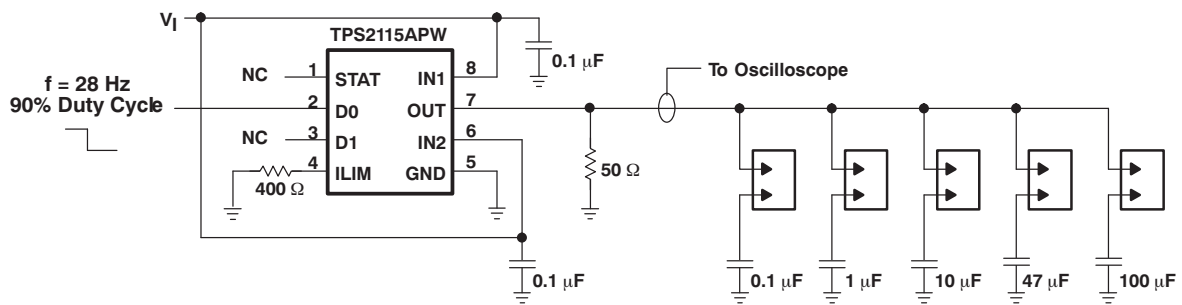 V_I
TPS2115APW
0.1 μF
f = 28 Hz
90% Duty Cycle
NC
1
STAT
IN1
8
2
D0
OUT
7
To Oscilloscope
NC
3
D1
IN2
6
4
ILIM
GND
5
400 Ω
50 Ω
0.1 μF
0.1 μF
1 μF
10 μF
47 μF
100 μF